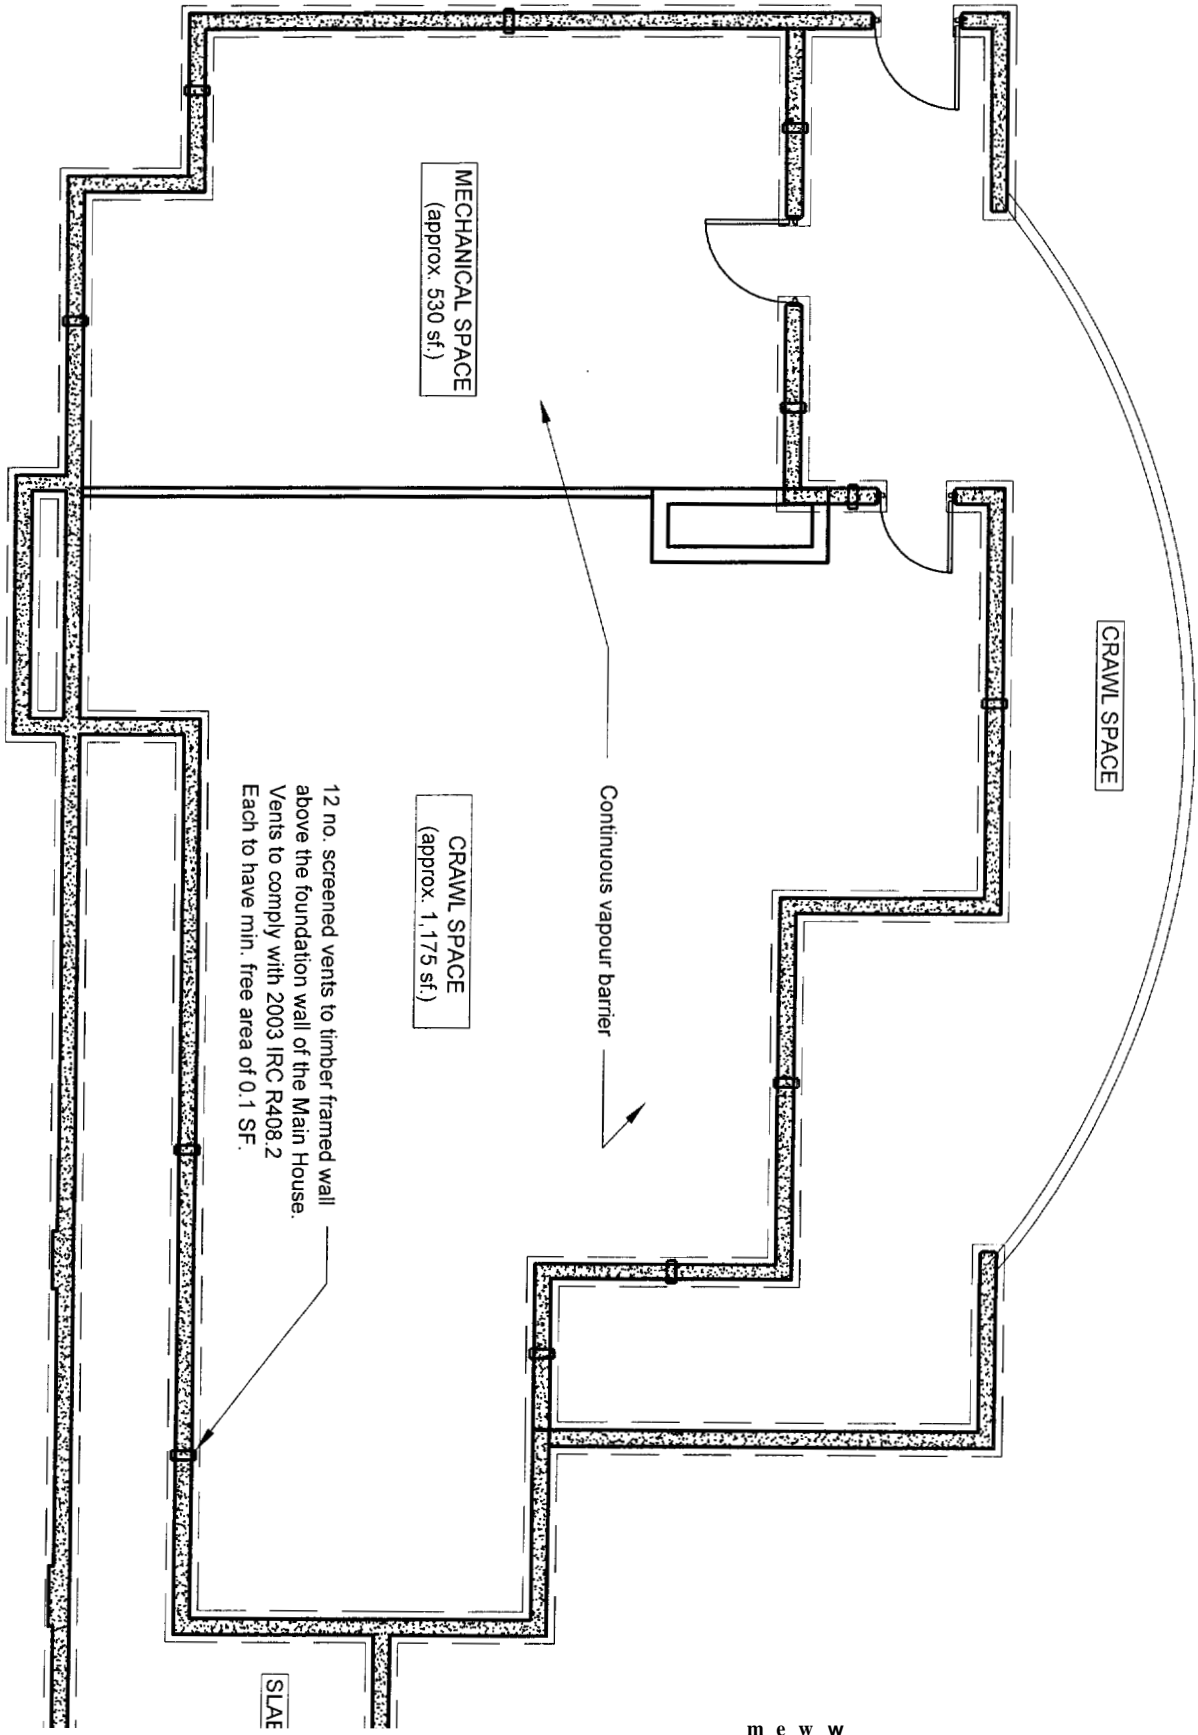 MECHANICAL SPACE
(approx. 530 sf.)
CRAWL SPACE
Continuous vapour barrier
CRAWL SPACE
(approx. 1,175 sf.)
12 no. screened vents to timber framed wall
above the foundation wall of the Main House.
Vents to comply with 2003 IRC R408.2
Each to have min. free area of 0.1 SF.
SLAB
m e w w